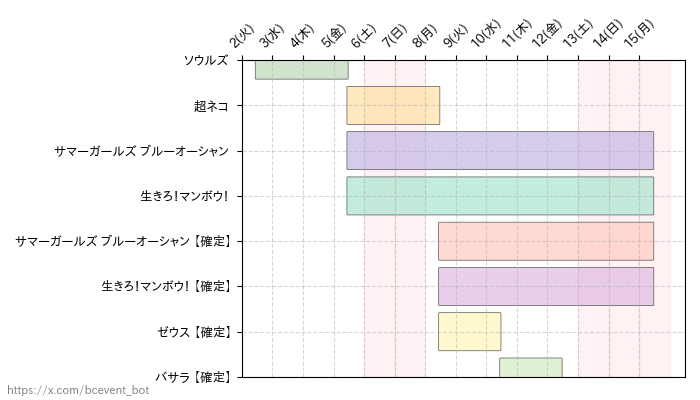 2(火) 3(水) 4(木) 5(金) 6(土) 7(日) 8(月) 9(火) 10(水) 11(木) 12(金) 13(土) 14(日) 15(月)
ソウルズ
超ネコ
サマーガールズ ブルーオーシャン
生きろ!マンボウ!
サマーガールズ ブルーオーシャン【確定】
生きろ!マンボウ!【確定】
ゼウス【確定】
バサラ【確定】
https://x.com/bcevent_bot